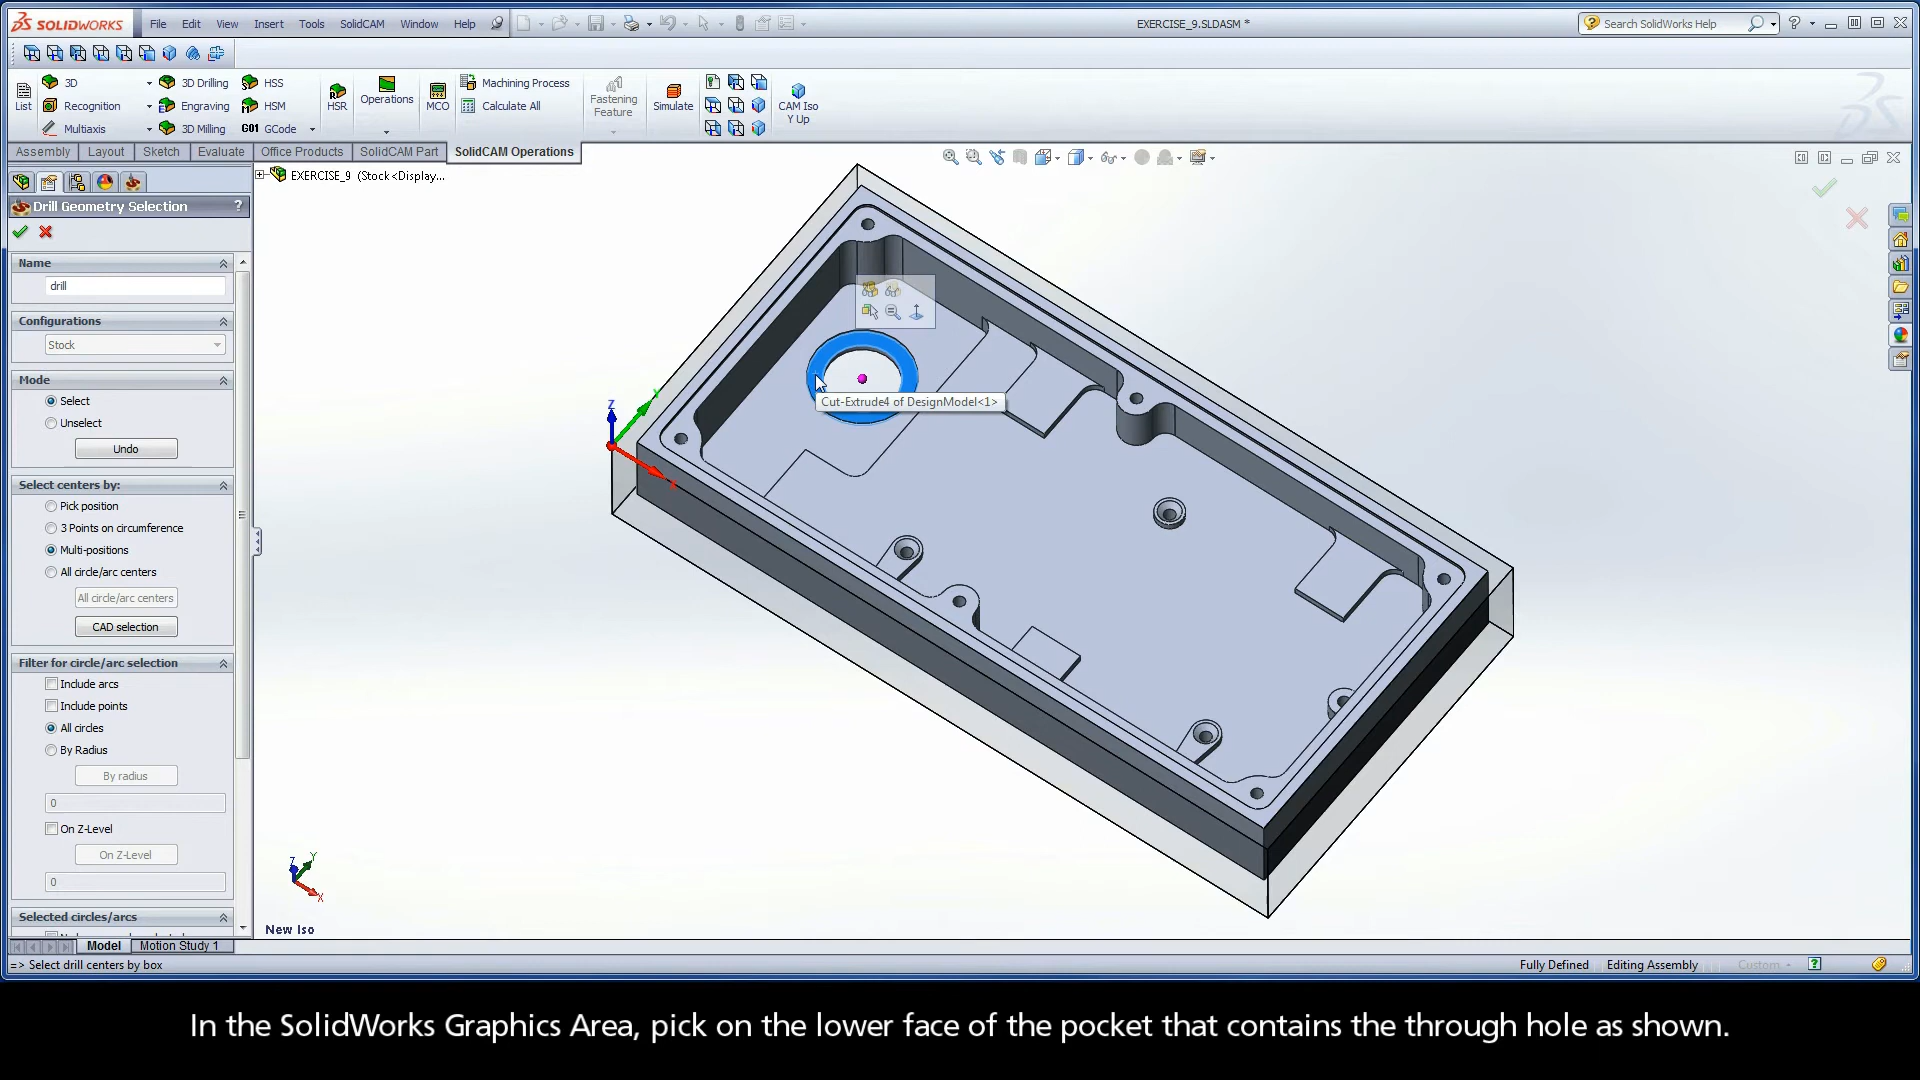 SOLIDWORKS
File Edit View Insert Tools SolidCAM Window Help
EXERCISE_9.SLDASM *
Search SolidWorks Help
List
3D
Recognition
Multiaxis
3D Drilling
Engraving
3D Milling
HSS
HSM
G01 GCode
HSR
Operations
MCO
Machining Process
Calculate All
Fastening
Feature
Simulate
CAM Iso
Y Up
Assembly Layout Sketch Evaluate Office Products SolidCAM Part SolidCAM Operations
EXERCISE_9 (Stock<Display...
Drill Geometry Selection ?
Name
drill
Configurations
Stock
Mode
Select
Unselect
Undo
Select centers by:
Pick position
3 Points on circumference
Multi-positions
All circle/arc centers
All circle/arc centers
CAD selection
Filter for circle/arc selection
Include arcs
Include points
All circles
By Radius
By radius
0
On Z-Level
On Z-Level
0
Selected circles/arcs
Cut-Extrude4 of DesignModel<1>
Z
Z
Y
X
New Iso
Model Motion Study 1
=> Select drill centers by box
Fully Defined Editing Assembly Custom
In the SolidWorks Graphics Area, pick on the lower face of the pocket that contains the through hole as shown.